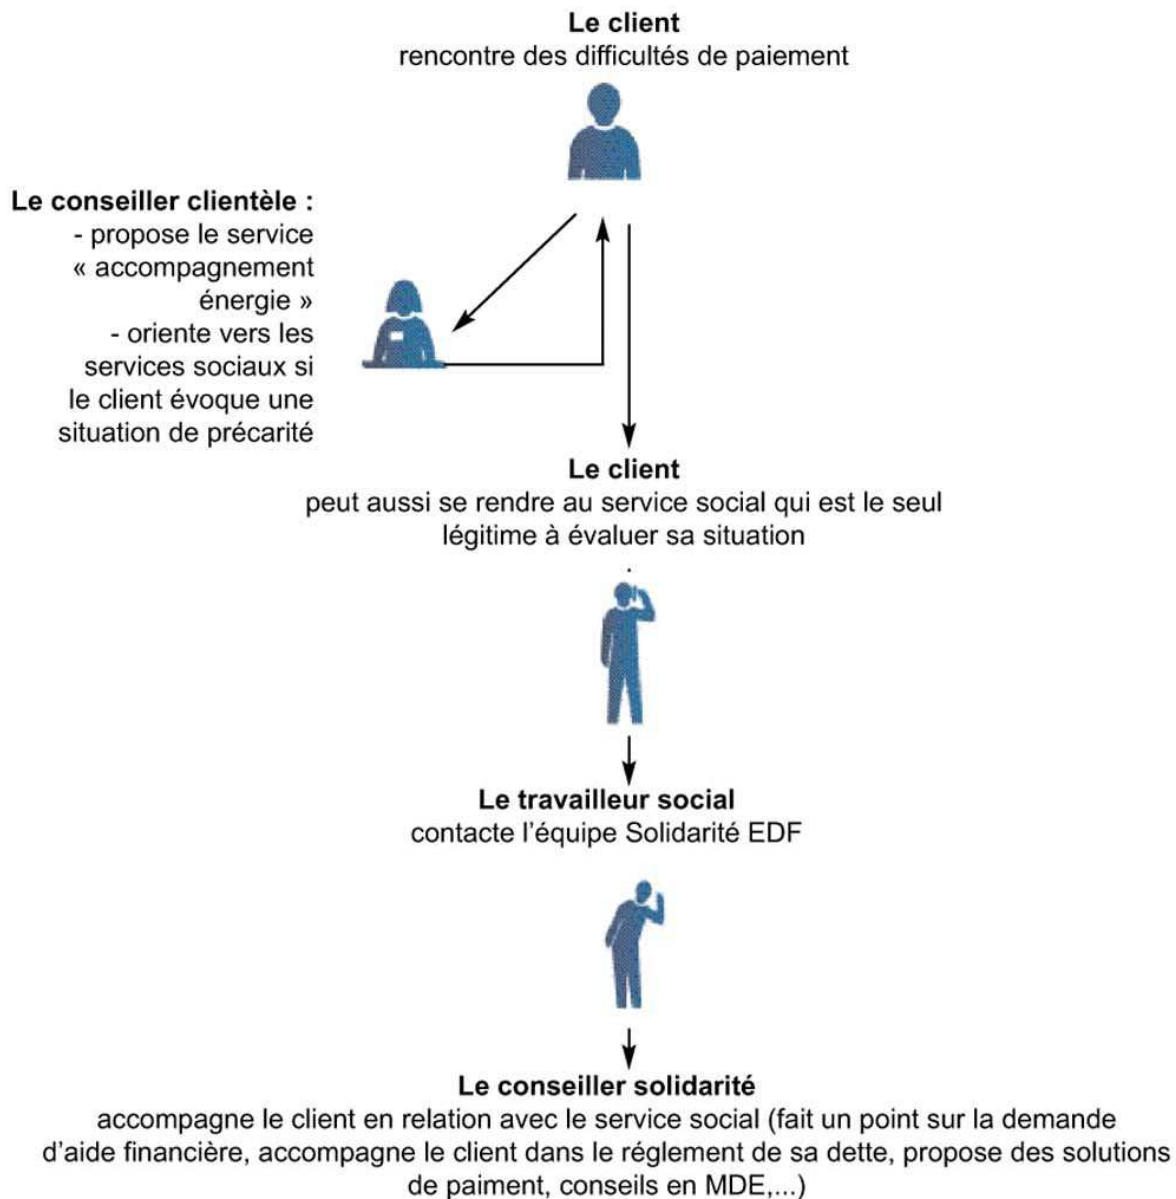 Le client
rencontre des difficultés de paiement
Le conseiller clientèle :
- propose le service
« accompagnement
énergie »
- oriente vers les
services sociaux si
le client évoque une
situation de précarité
Le client
peut aussi se rendre au service social qui est le seul
légitime à évaluer sa situation
.
Le travailleur social
contacte l'équipe Solidarité EDF
Le conseiller solidarité
accompagne le client en relation avec le service social (fait un point sur la demande
d'aide financière, accompagne le client dans le réglement de sa dette, propose des solutions
de paiment, conseils en MDE,...)